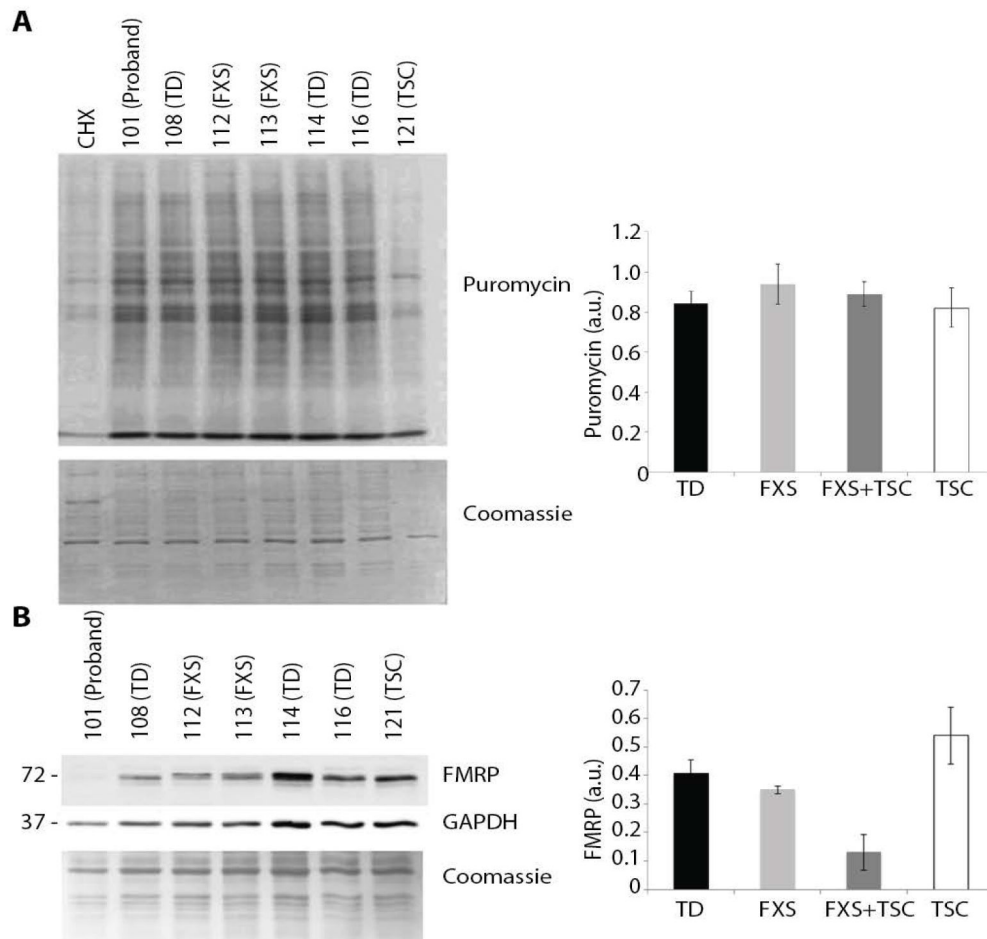 A
CHX
101 (Proband)
108 (TD)
112 (FXS)
113 (FXS)
114 (TD)
116 (TD)
121 (TSC)
Puromycin
Coomassie
Puromycin (a.u.)
1.2
1.0
0.8
0.6
0.4
0.2
0
TD FXS FXS+TSC TSC
B
101 (Proband)
108 (TD)
112 (FXS)
113 (FXS)
114 (TD)
116 (TD)
121 (TSC)
72 -
FMRP
37 -
GAPDH
Coomassie
FMRP (a.u.)
0.7
0.6
0.5
0.4
0.3
0.2
0.1
0
TD FXS FXS+TSC TSC